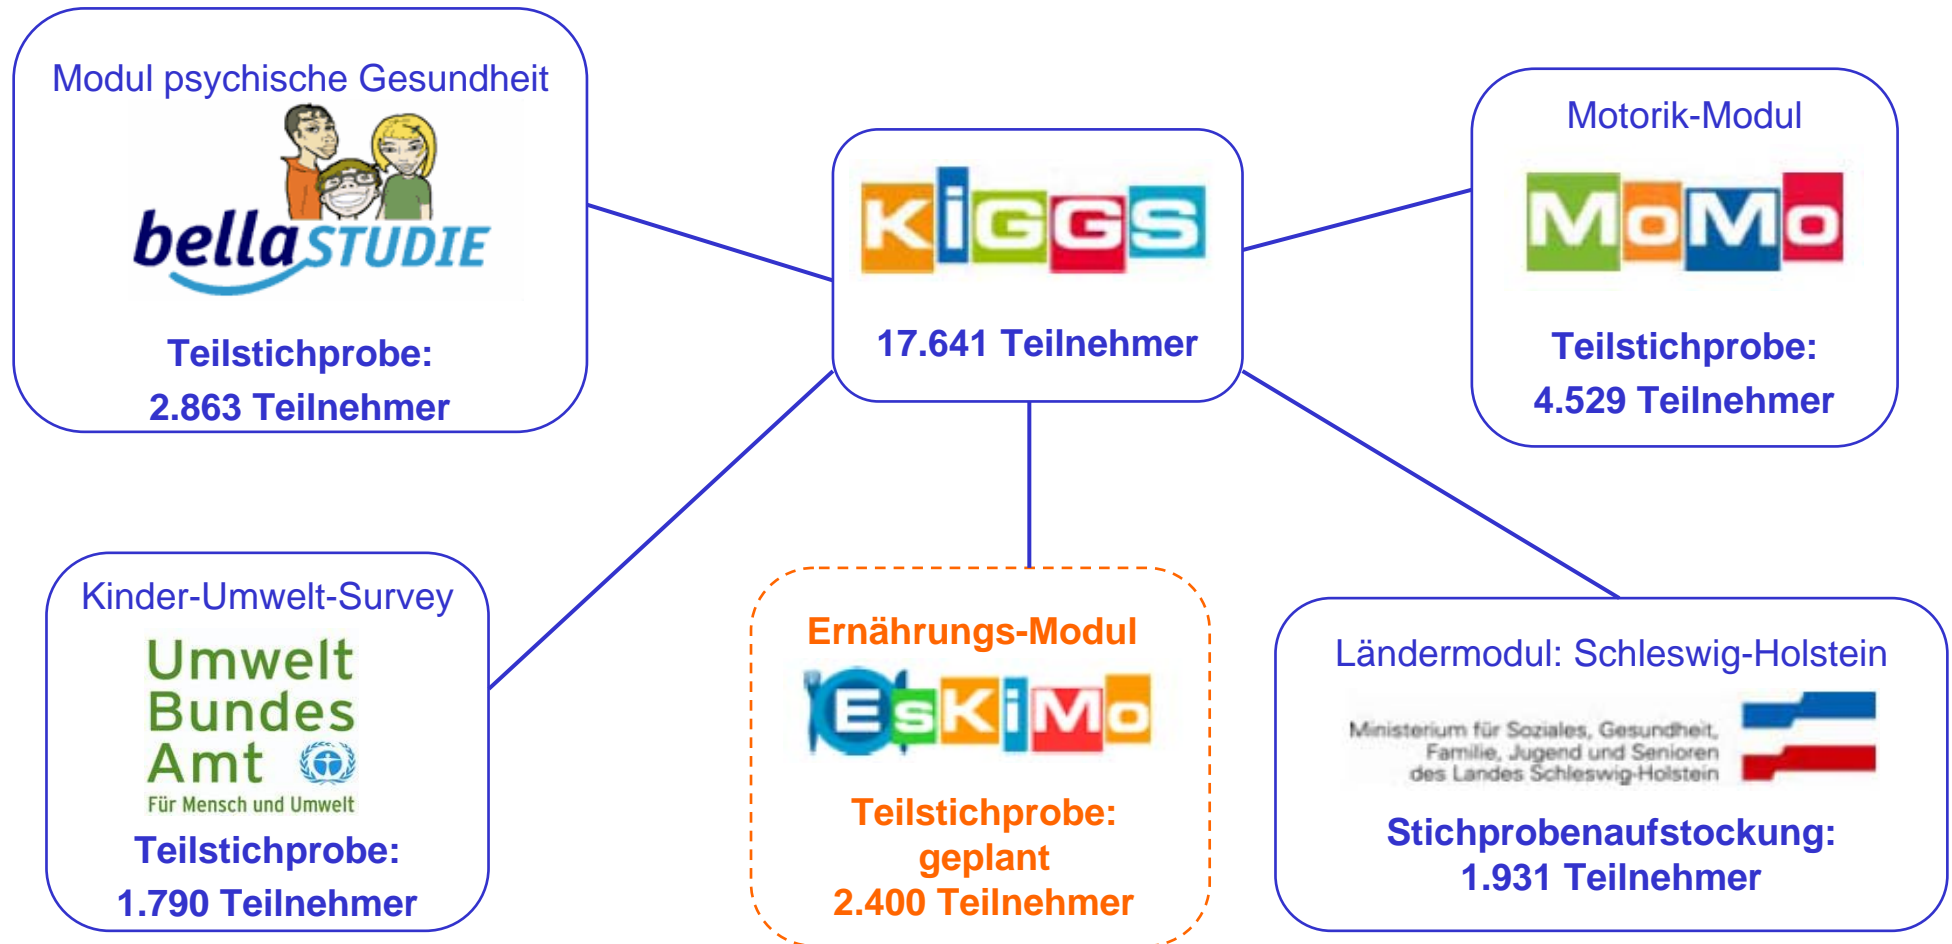 Modul psychische Gesundheit
bella STUDIE
Teilstichprobe:
2.863 Teilnehmer
KiGGS
17.641 Teilnehmer
Motorik-Modul
MoMo
Teilstichprobe:
4.529 Teilnehmer
Kinder-Umwelt-Survey
Umwelt
Bundes
Amt
Für Mensch und Umwelt
Teilstichprobe:
1.790 Teilnehmer
Ernährungs-Modul
EsKiMo
Teilstichprobe:
geplant
2.400 Teilnehmer
Ländermodul: Schleswig-Holstein
Ministerium für Soziales, Gesundheit,
Familie, Jugend und Senioren
des Landes Schleswig-Holstein
Stichprobenaufstockung:
1.931 Teilnehmer